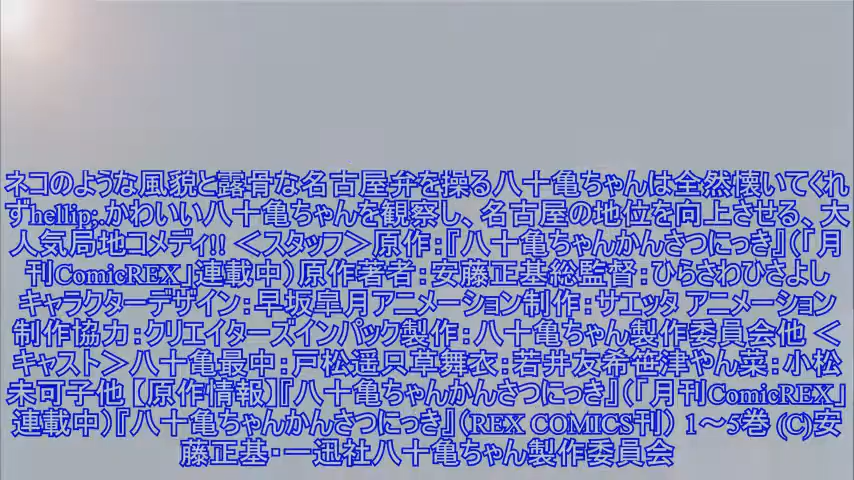 ネコのような風貌と露骨な名古屋弁を操る八十亀ちゃんは全然懐いてくれ
ずhellip;.かわいい八十亀ちゃんを観察し、名古屋の地位を向上させる、大
人気局地コメディ!! ＜スタッフ＞原作：『八十亀ちゃんかんさつにっき』（「月
刊ComicREX」連載中）原作著者：安藤正基総監督：ひらさわひさよし
キャラクターデザイン：早坂皐月アニメーション制作：サエッタ アニメーション
制作協力：クリエイターズインパック製作：八十亀ちゃん製作委員会他 ＜
キャスト＞八十亀最中：戸松遥只草舞衣：若井友希笹津やん菜：小松
未可子他【原作情報】『八十亀ちゃんかんさつにっき』（「月刊ComicREX」
連載中）『八十亀ちゃんかんさつにっき』（REX COMICS刊） 1～5巻 (C)安
藤正基・一迅社八十亀ちゃん製作委員会